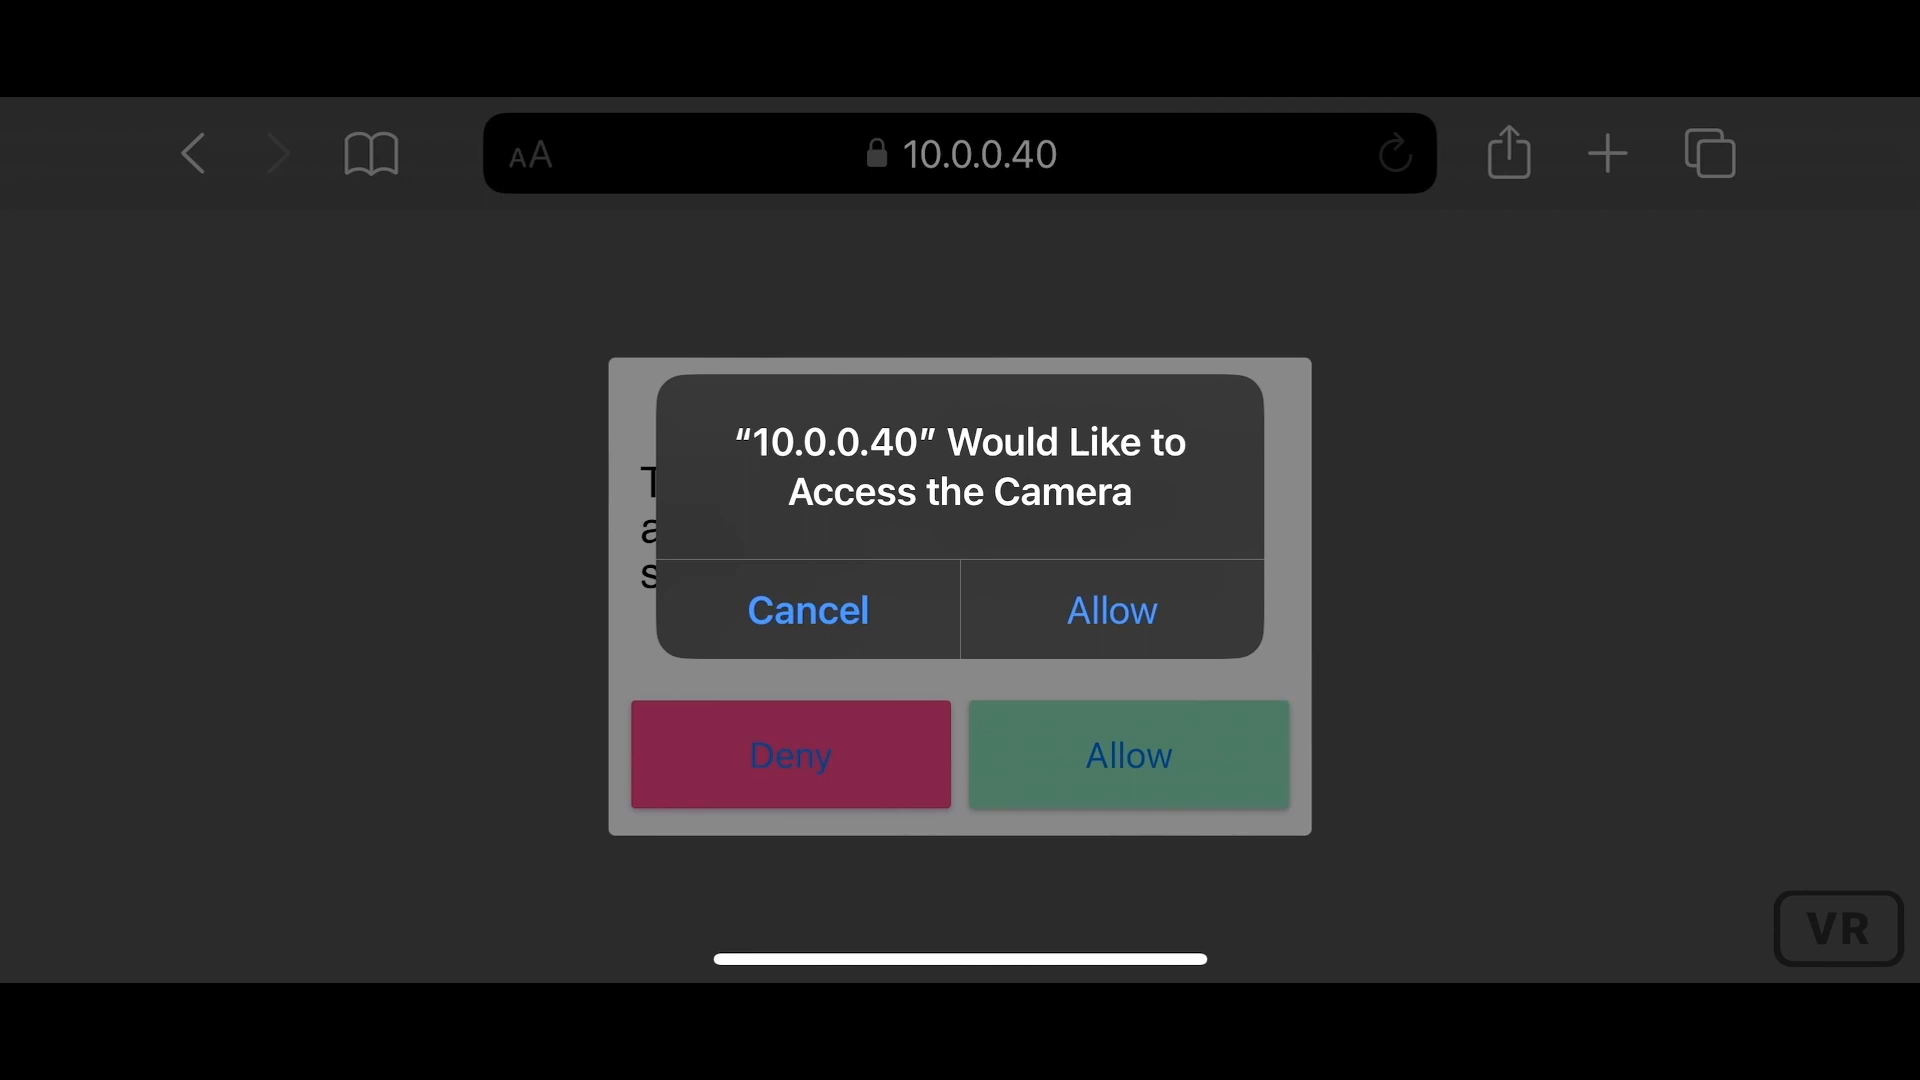 AA 10.0.0.40
“10.0.0.40” Would Like to
Access the Camera
Cancel Allow
Deny Allow
VR